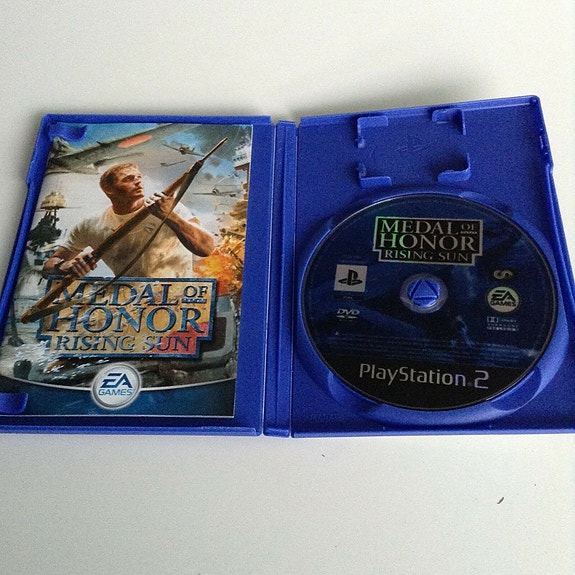 MEDAL OF
HONOR
RISING SUN
EA
GAMES
MEDAL OF
HONOR
RISING SUN
EA
GAMES
DVD
PlayStation 2